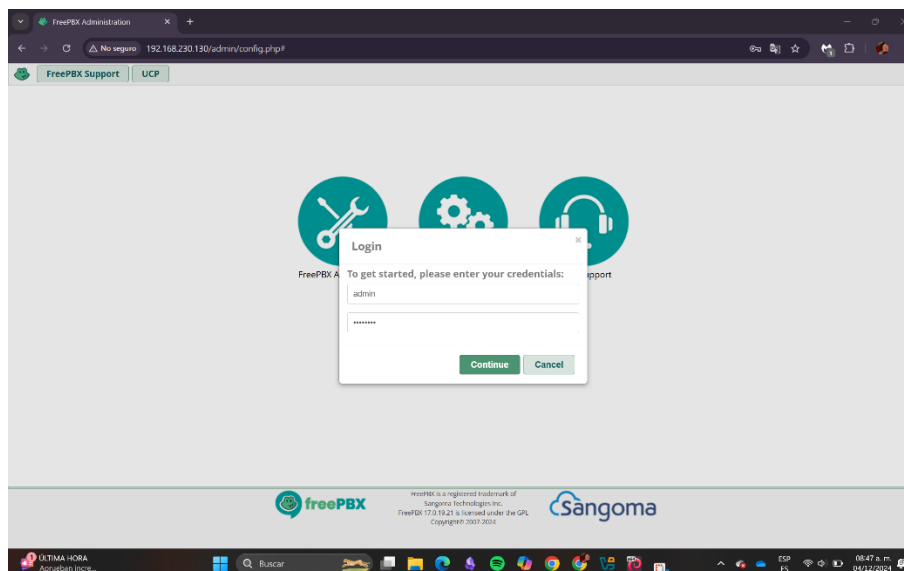 FreePBX Administration
No seguro
192.168.230.130/admin/config.php#
FreePBX Support
UCP
Login
To get started, please enter your credentials:
admin
••••••••
Continue
Cancel
FreePBX A
pport
freePBX
FreePBX is a registered trademark of
Sangoma Technologies Inc.
FreePBX 17.0.19.21 is licensed under the GPL
Copyright© 2007-2024
Sangoma
ÚLTIMA HORA
Aprueban incre...
Buscar
ESP
ES
08:47 a. m.
04/12/2024